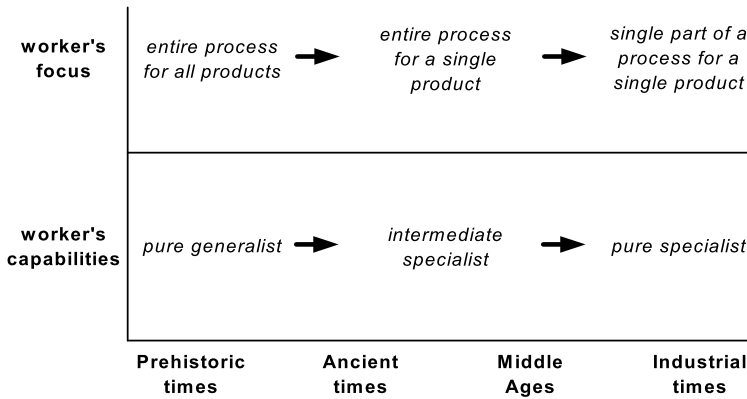 worker's
focus
entire process
for all products
entire process
for a single
product
single part of a
process for a
single product
worker's
capabilities
pure generalist
intermediate
specialist
pure specialist
Prehistoric
times
Ancient
times
Middle
Ages
Industrial
times